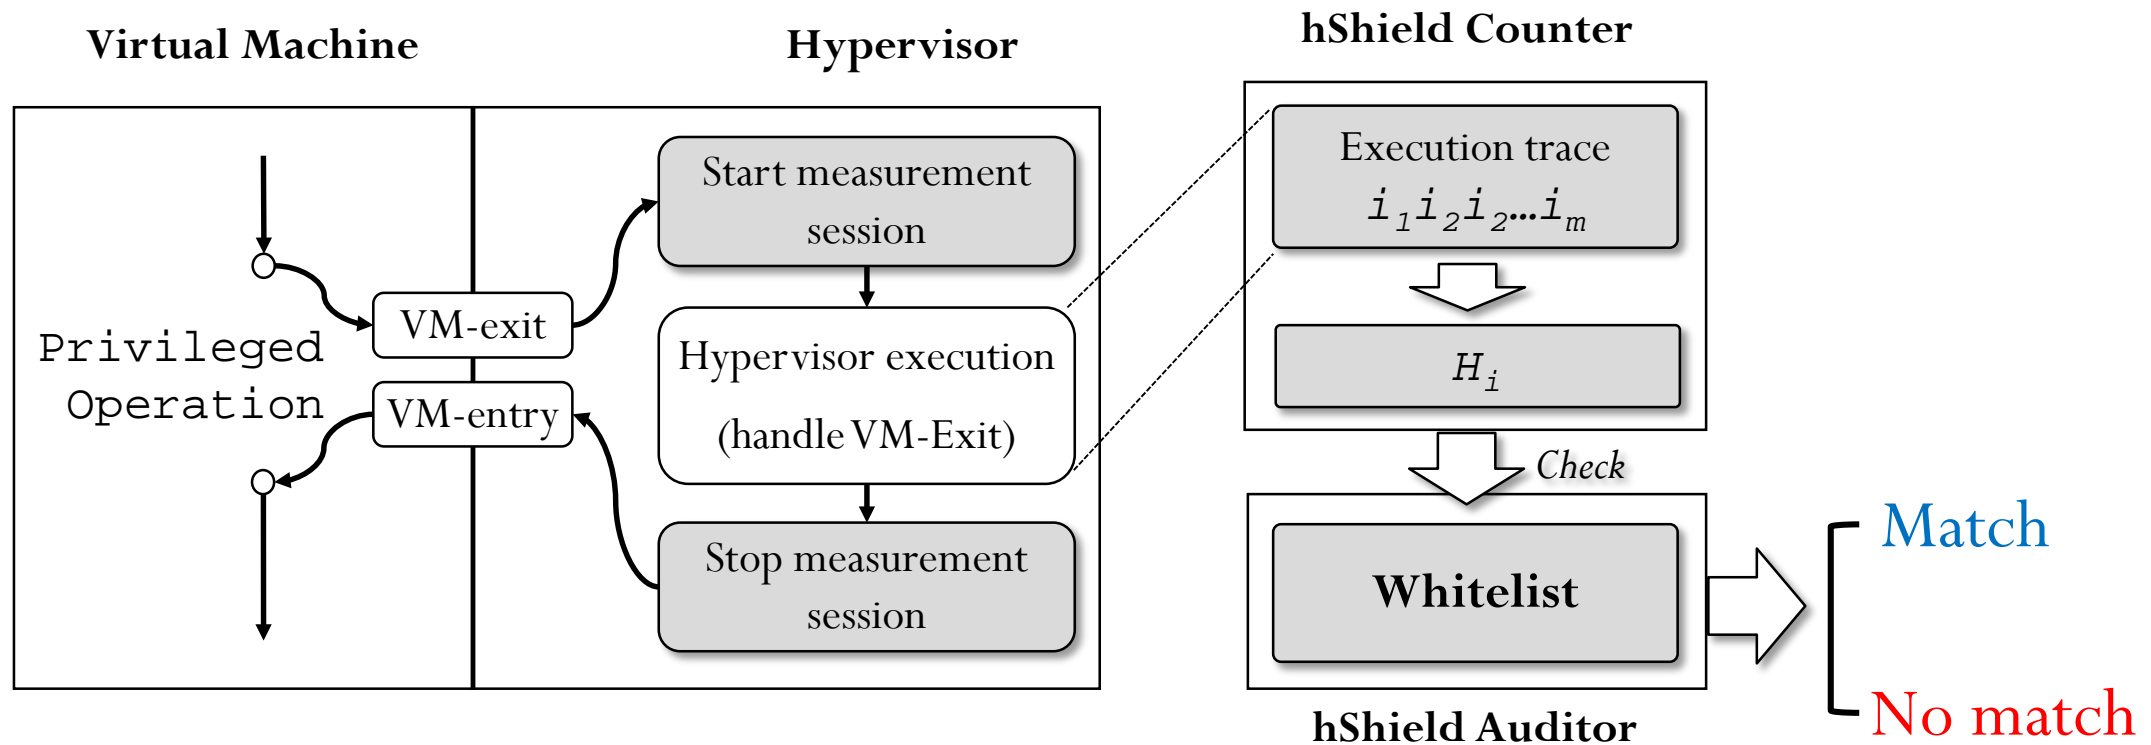 Virtual Machine
Hypervisor
hShield Counter
Privileged
Operation
VM-exit
VM-entry
Start measurement
session
Hypervisor execution
(handle VM-Exit)
Stop measurement
session
Execution trace
i₁i₂i₂…iₘ
Hᵢ
Check
Whitelist
hShield Auditor
Match
No match